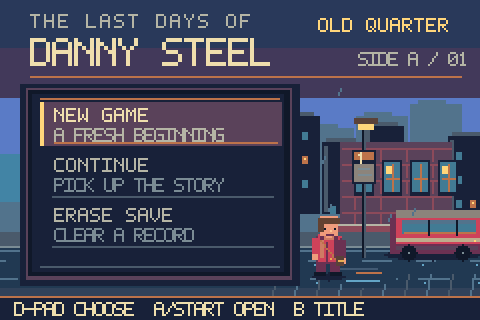 THE LAST DAYS OF
DANNY STEEL
OLD QUARTER
SIDE A / 01
NEW GAME
A FRESH BEGINNING
CONTINUE
PICK UP THE STORY
ERASE SAVE
CLEAR A RECORD
D-PAD CHOOSE A/START OPEN B TITLE